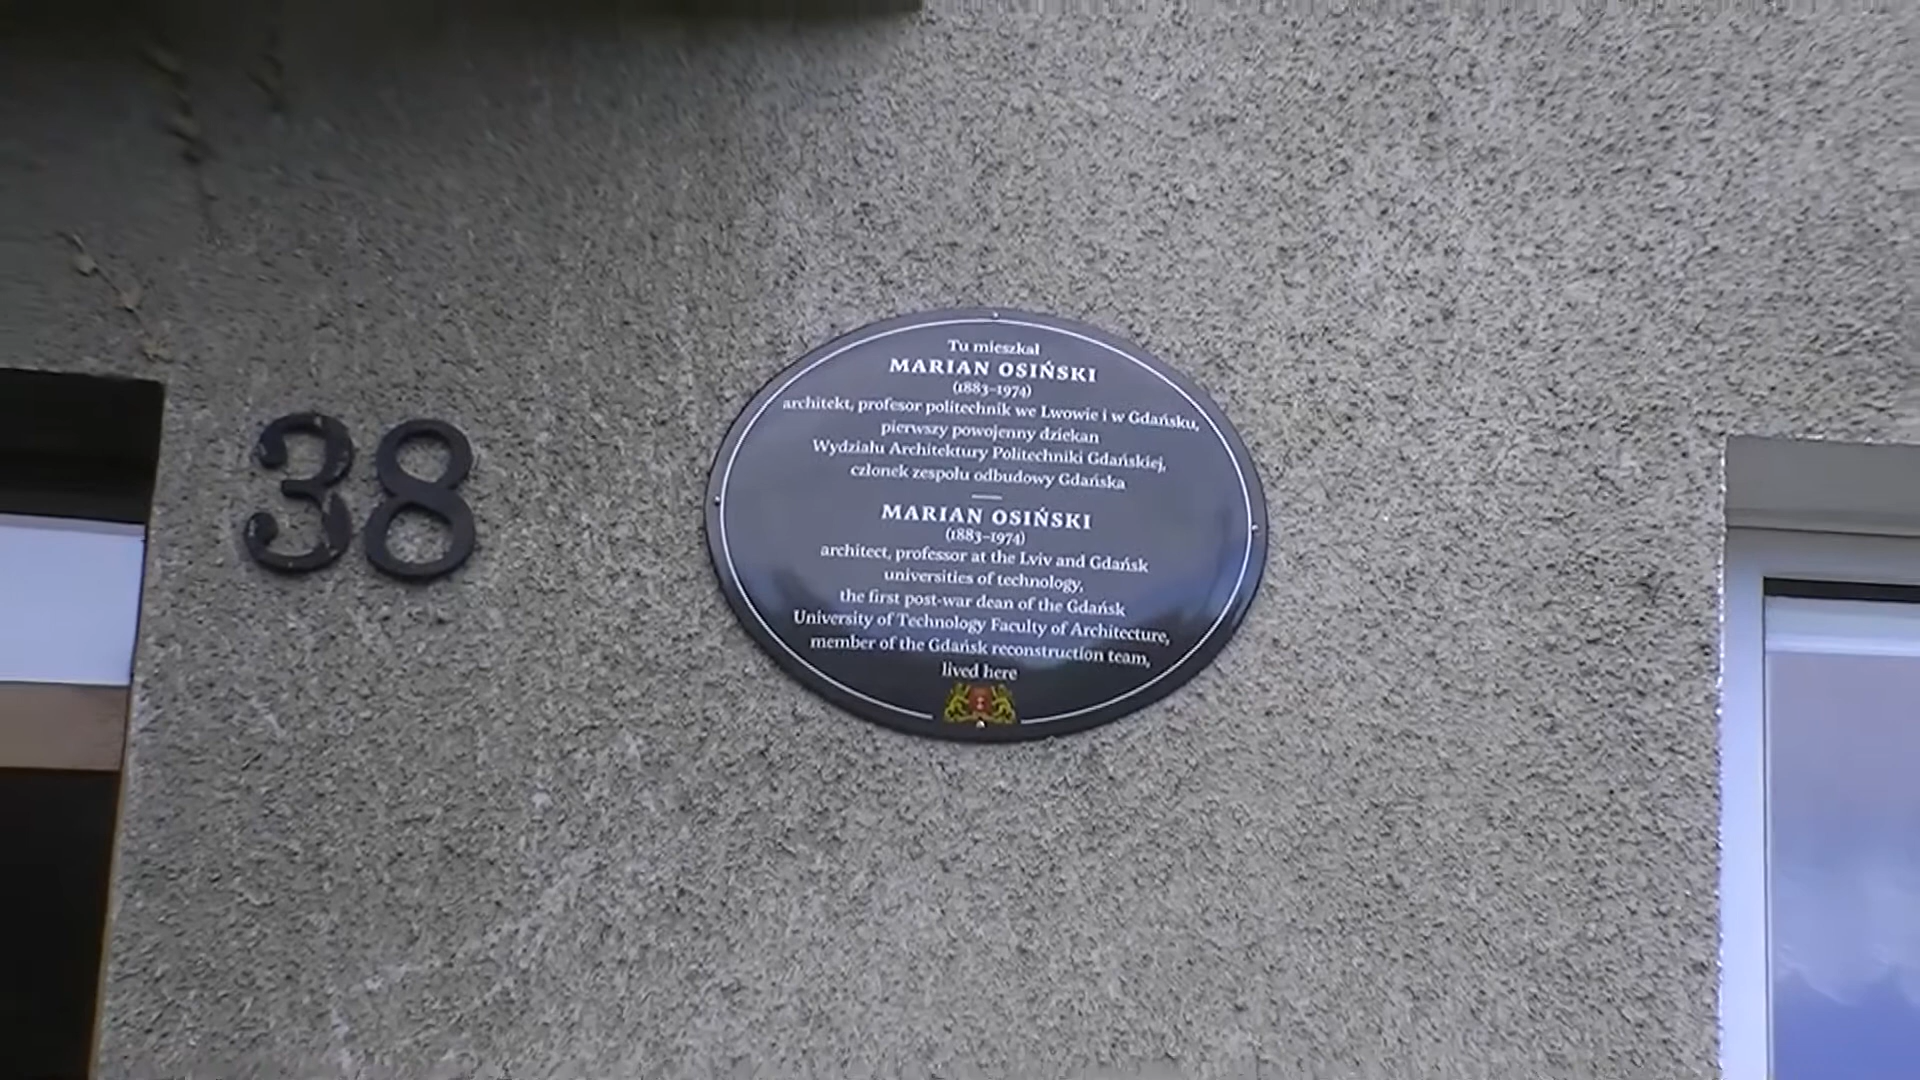 38
Tu mieszkał
MARIAN OSIŃSKI
(1883–1974)
architekt, profesor politechnik we Lwowie i w Gdańsku,
pierwszy powojenny dziekan
Wydziału Architektury Politechniki Gdańskiej,
członek zespołu odbudowy Gdańska
MARIAN OSIŃSKI
(1883–1974)
architect, professor at the Lviv and Gdańsk
universities of technology,
the first post-war dean of the Gdańsk
University of Technology Faculty of Architecture,
member of the Gdańsk reconstruction team,
lived here